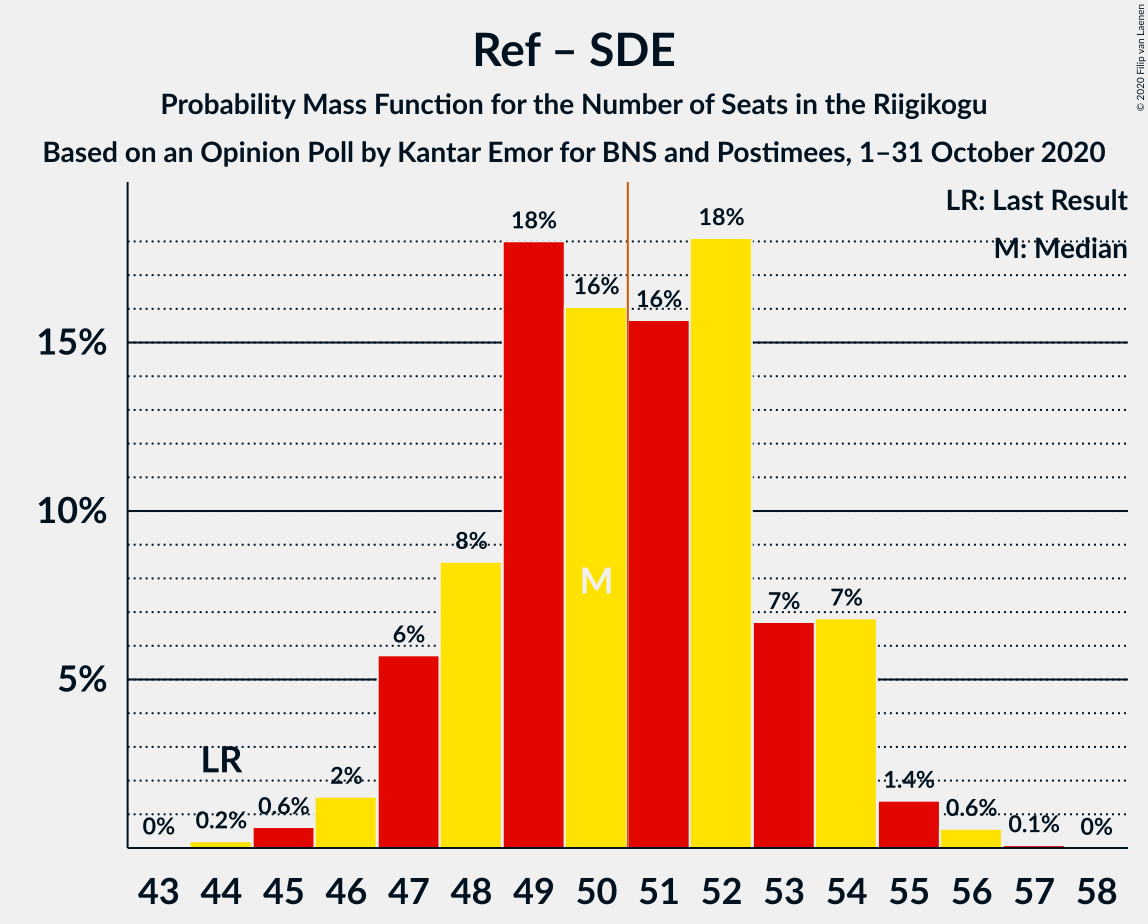 © 2020 Filip van Laenen
Ref – SDE
Probability Mass Function for the Number of Seats in the Riigikogu
Based on an Opinion Poll by Kantar Emor for BNS and Postimees, 1–31 October 2020
LR: Last Result
M: Median
15%
10%
5%
0%
0.2%
LR
0.6%
2%
6%
8%
18%
16%
M
16%
18%
7%
7%
1.4%
0.6%
0.1%
0%
43 44 45 46 47 48 49 50 51 52 53 54 55 56 57 58